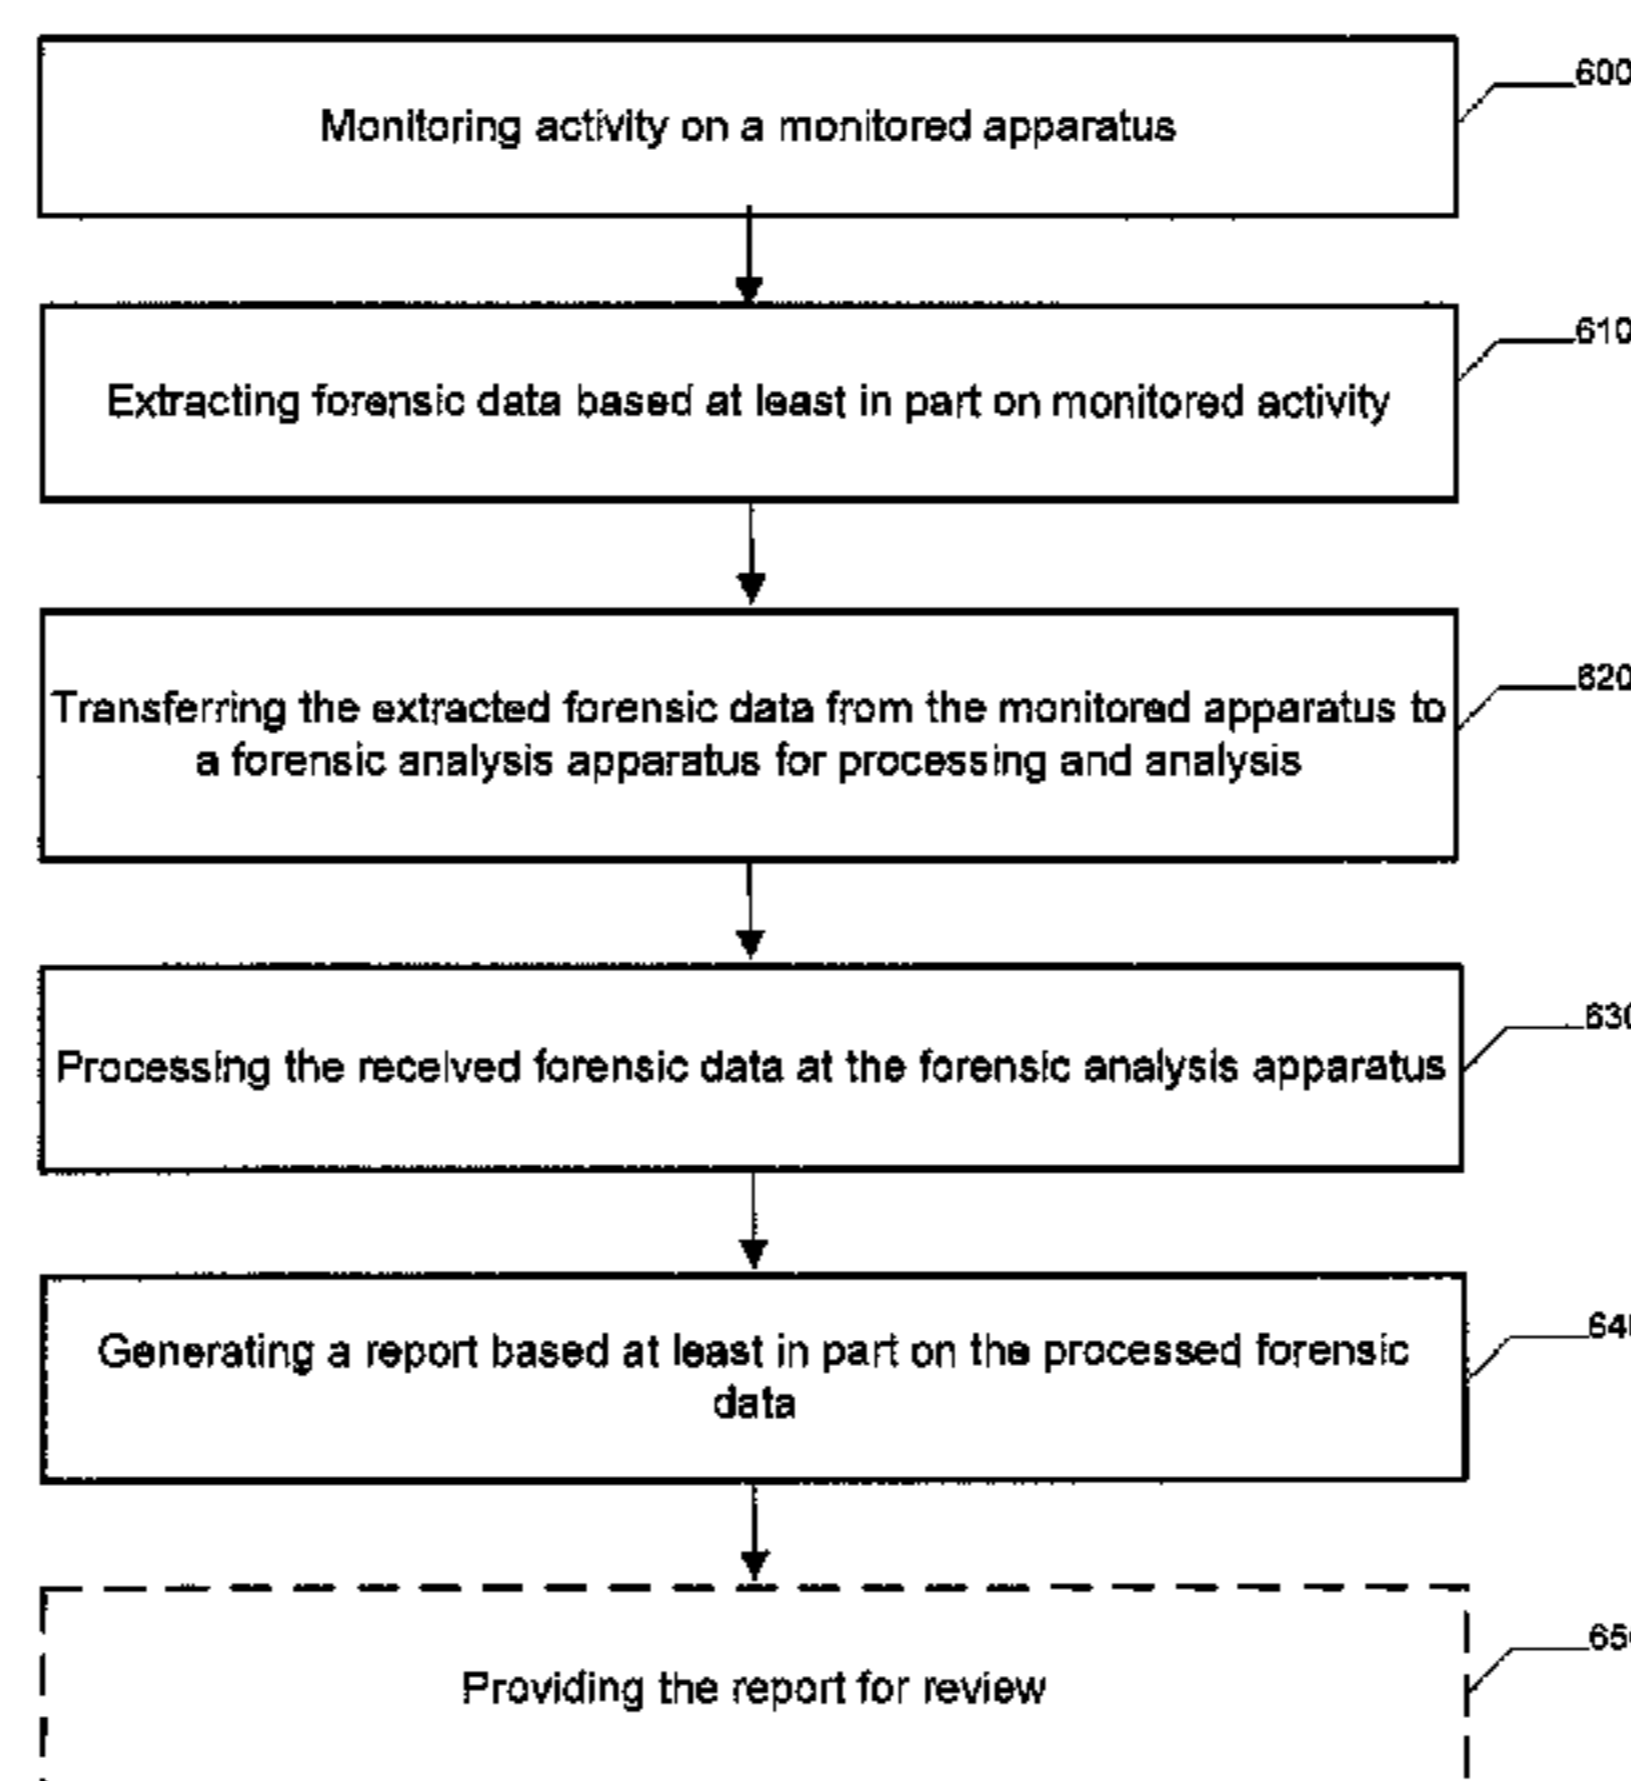 Monitoring activity on a monitored apparatus
600
Extracting forensic data based at least in part on monitored activity
610
Transferring the extracted forensic data from the monitored apparatus to
a forensic analysis apparatus for processing and analysis
620
Processing the received forensic data at the forensic analysis apparatus
630
Generating a report based at least in part on the processed forensic
data
640
Providing the report for review